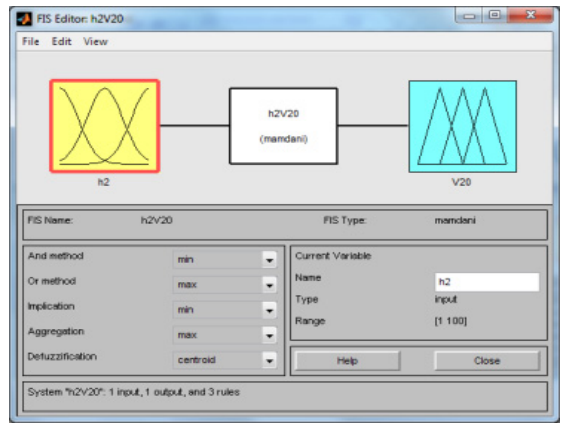 FIS Editor: h2V20
File Edit View
h2V20
(mamdani)
h2
V20
FIS Name: h2V20 FIS Type: mamdani
And method min
Or method max
Implication min
Aggregation max
Defuzzification centroid
Current Variable
Name h2
Type input
Range [1 100]
Help Close
System "h2V20": 1 input, 1 output, and 3 rules